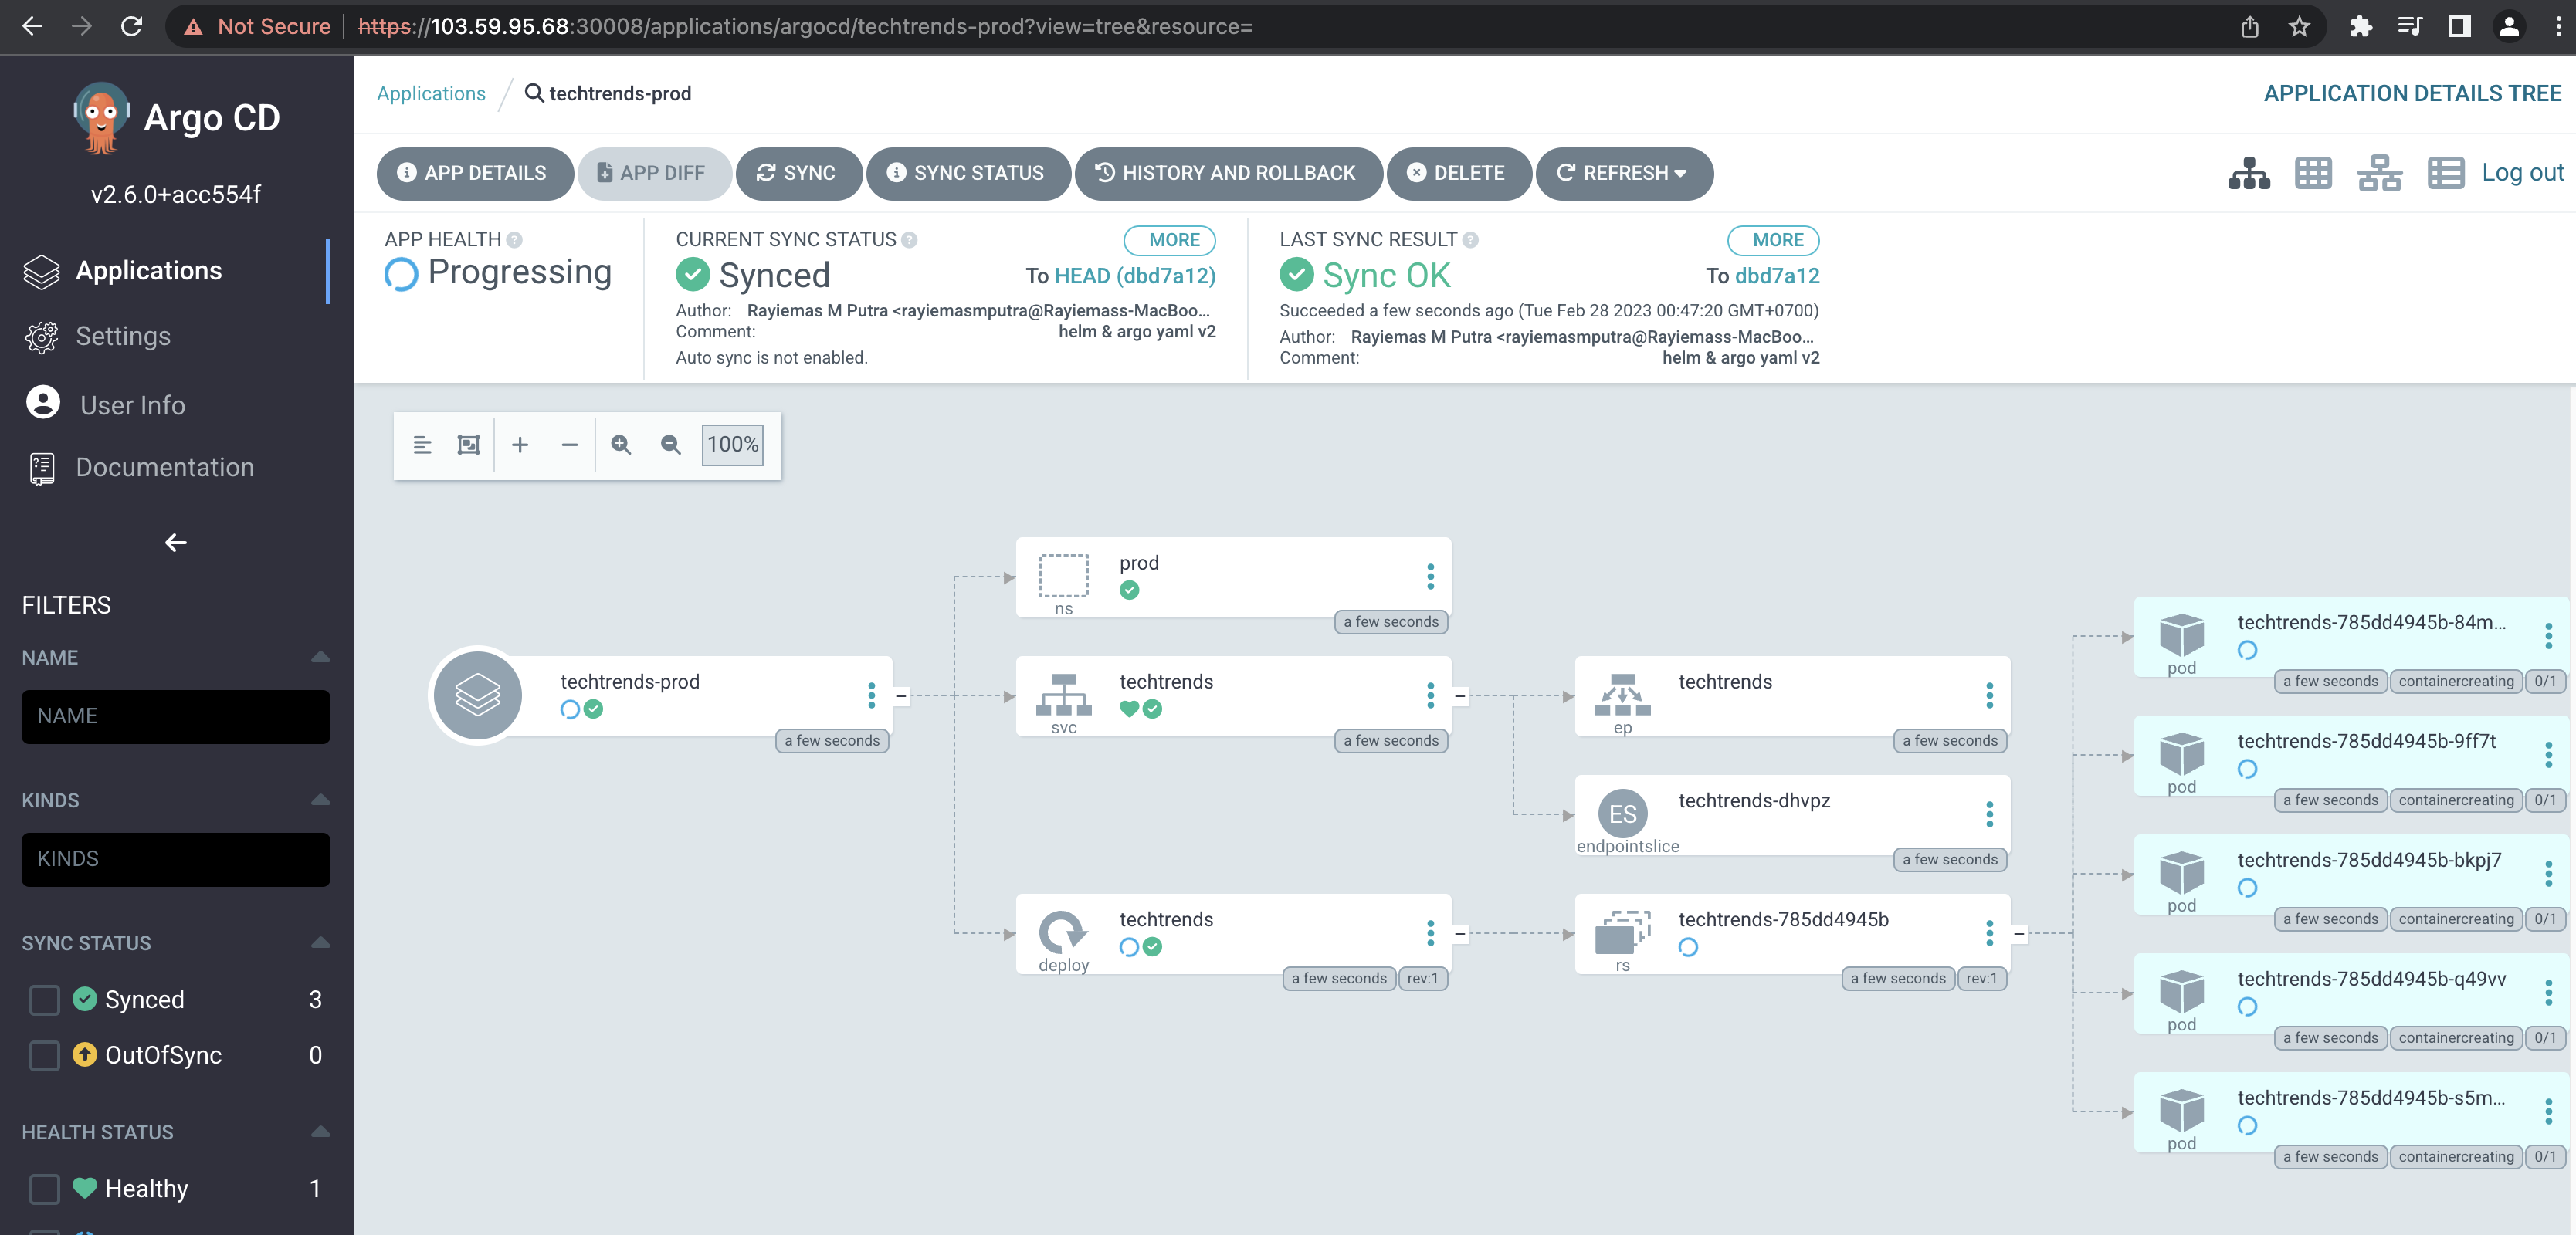 Not Secure https://103.59.95.68:30008/applications/argocd/techtrends-prod?view=tree&resource=
Argo CD
v2.6.0+acc554f
Applications
Settings
User Info
Documentation
FILTERS
NAME
NAME
KINDS
KINDS
SYNC STATUS
Synced 3
OutOfSync 0
HEALTH STATUS
Healthy 1
Applications / techtrends-prod
APPLICATION DETAILS TREE
APP DETAILS APP DIFF SYNC SYNC STATUS HISTORY AND ROLLBACK DELETE REFRESH
Log out
APP HEALTH ?
Progressing
CURRENT SYNC STATUS ? MORE
Synced To HEAD (dbd7a12)
Author: Rayiemas M Putra <rayiemasmputra@Rayiemass-MacBoo...
Comment: helm & argo yaml v2
Auto sync is not enabled.
LAST SYNC RESULT ? MORE
Sync OK To dbd7a12
Succeeded a few seconds ago (Tue Feb 28 2023 00:47:20 GMT+0700)
Author: Rayiemas M Putra <rayiemasmputra@Rayiemass-MacBoo...
Comment: helm & argo yaml v2
100%
techtrends-prod
a few seconds
prod
ns
a few seconds
techtrends
svc
a few seconds
techtrends
deploy
a few seconds rev:1
techtrends
ep
a few seconds
techtrends-dhvpz
ES
endpointslice
a few seconds
techtrends-785dd4945b
rs
a few seconds rev:1
techtrends-785dd4945b-84m...
pod
a few seconds containercreating 0/1
techtrends-785dd4945b-9ff7t
pod
a few seconds containercreating 0/1
techtrends-785dd4945b-bkpj7
pod
a few seconds containercreating 0/1
techtrends-785dd4945b-q49vv
pod
a few seconds containercreating 0/1
techtrends-785dd4945b-s5m...
pod
a few seconds containercreating 0/1